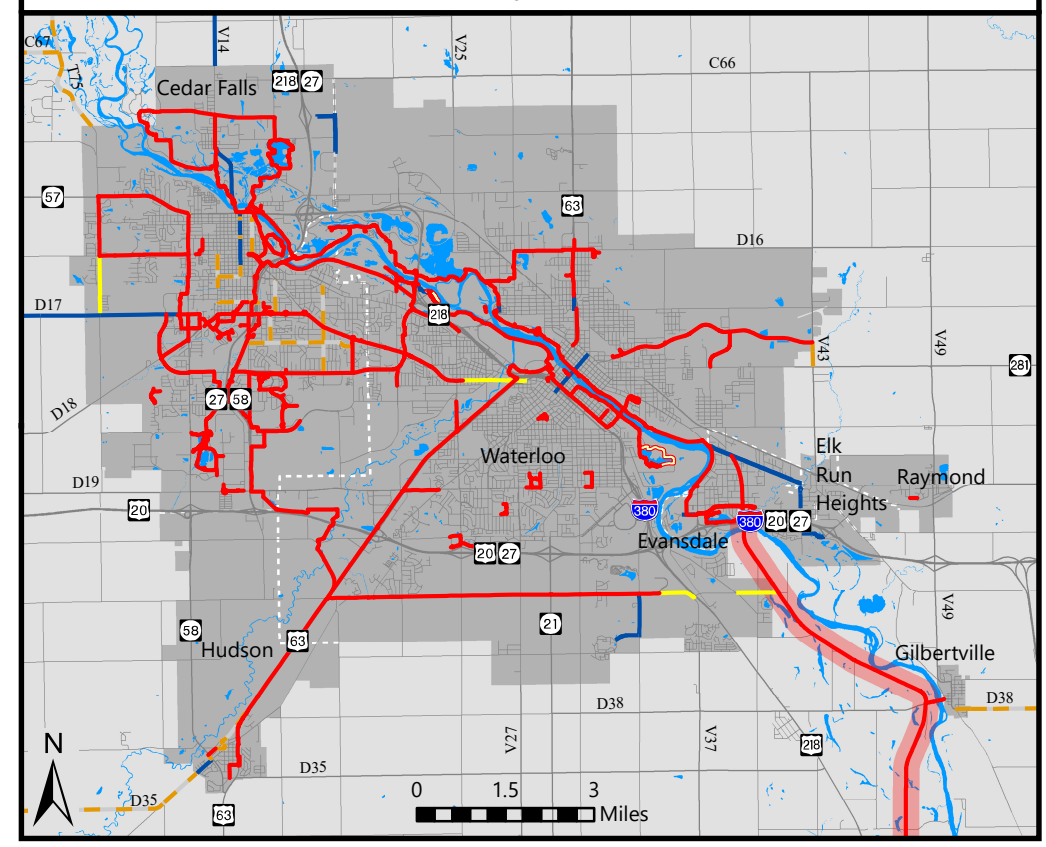 C67
V14
V25
C66
T75
Cedar Falls
218 27
57
63
D16
D17
218
V43
V49
281
D18
27 58
Waterloo
Elk
Run
Heights
Raymond
D19
20
380
380 20 27
Evansdale
20 27
58
Hudson
63
21
V49
Gilbertville
D38
D38
V27
V37
218
N
D35
D35
63
0 1.5 3
Miles